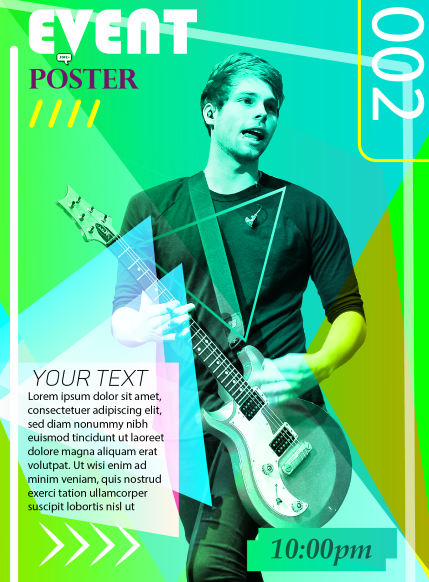 EVENT
POSTER
002
YOUR TEXT
Lorem ipsum dolor sit amet,
consectetuer adipiscing elit,
sed diam nonummy nibh
euismod tincidunt ut laoreet
dolore magna aliquam erat
volutpat. Ut wisi enim ad
minim veniam, quis nostrud
exerci tation ullamcorper
suscipit lobortis nisl ut
10:00pm